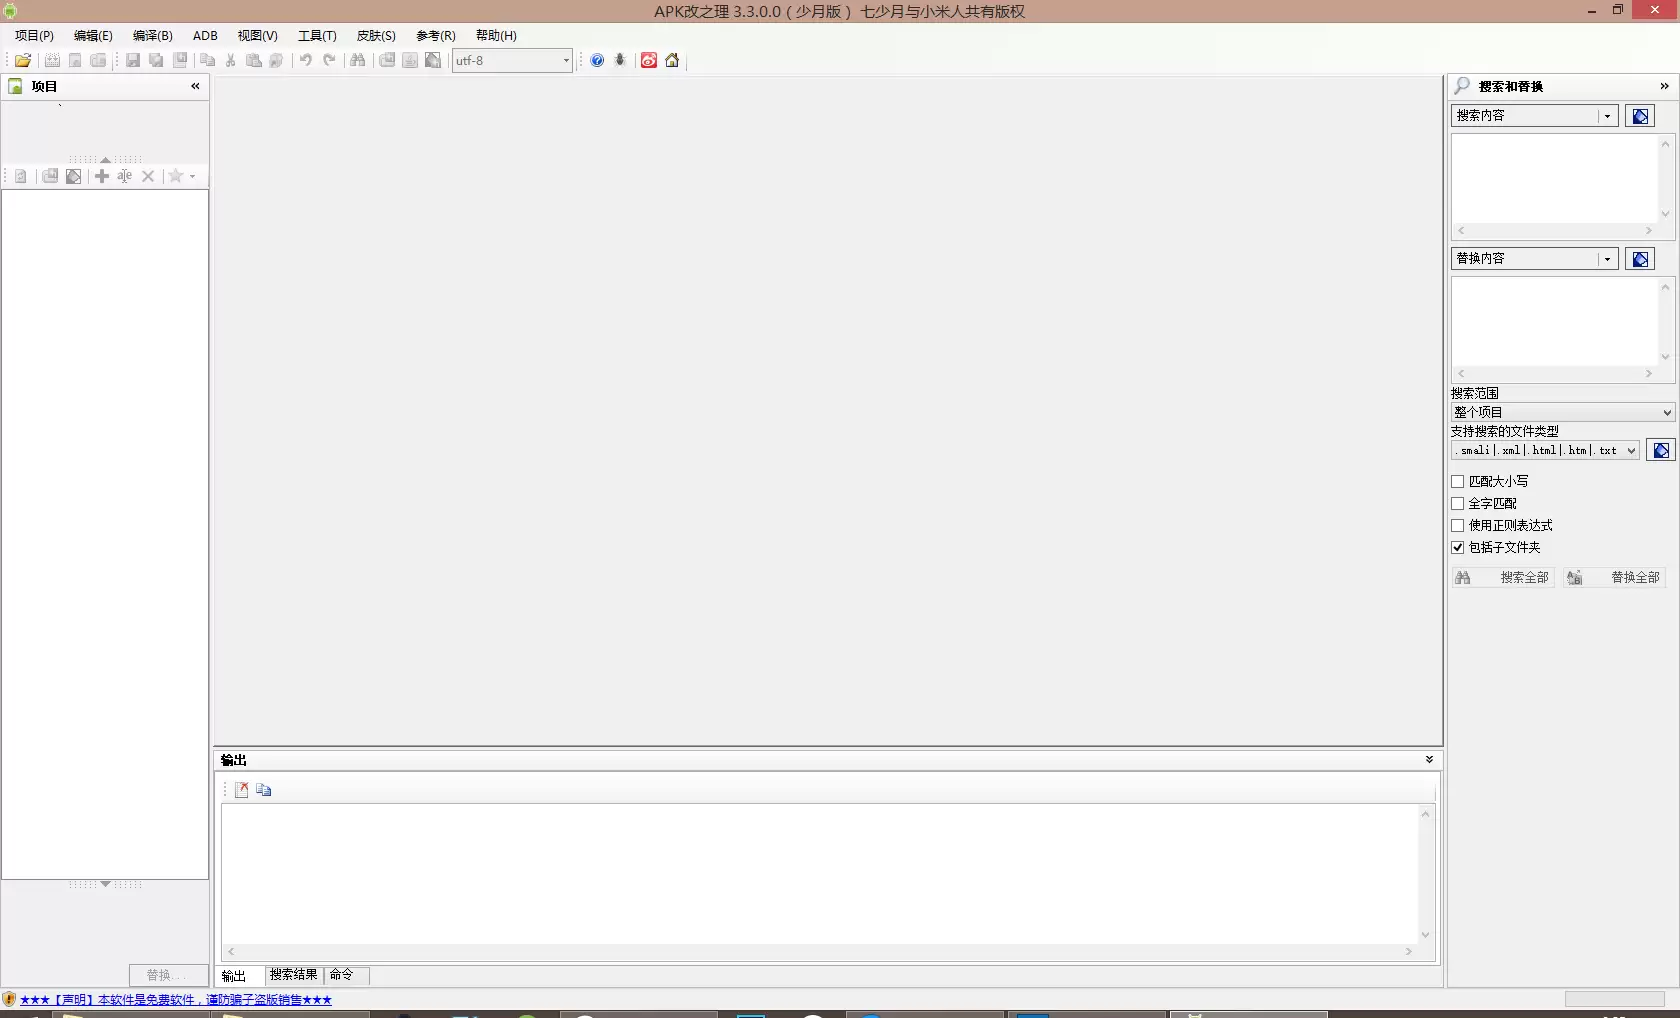 APK改之理 3.3.0.0（少月版） 七少月与小米人共有版权
项目(P) 编辑(E) 编译(B) ADB 视图(V) 工具(T) 皮肤(S) 参考(R) 帮助(H)
utf-8
项目
搜索和替换
搜索内容
替换内容
搜索范围
整个项目
支持搜索的文件类型
.smali|.xml|.html|.htm|.txt
匹配大小写
全字匹配
使用正则表达式
包括子文件夹
搜索全部 替换全部
输出
替换...
输出 搜索结果 命令
★★★【声明】本软件是免费软件，谨防骗子盗版销售★★★